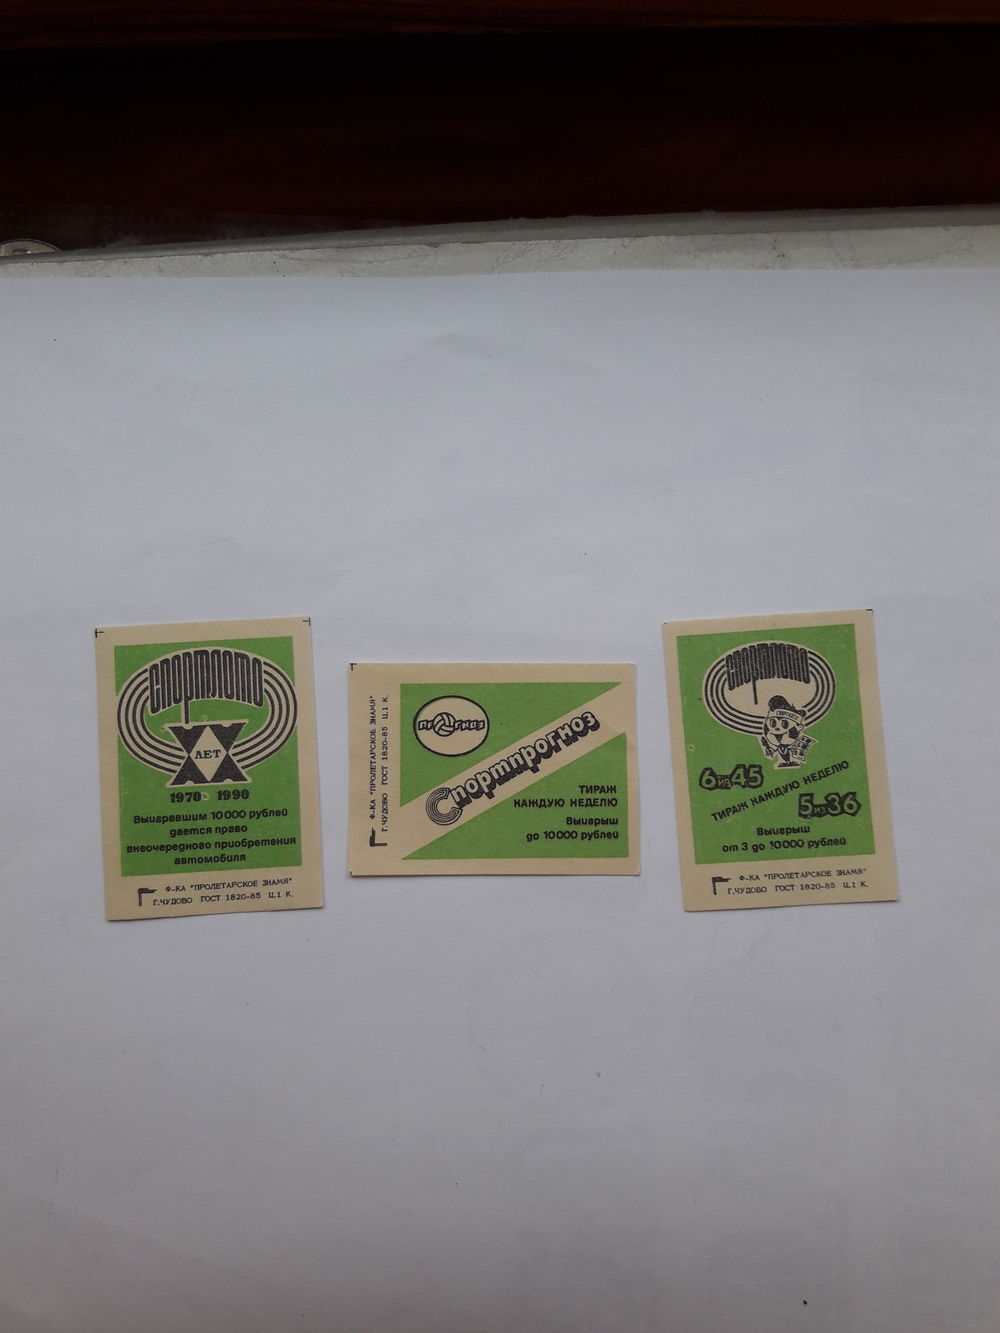 СПОРТЛОТО
XX
ЛЕТ
1970 1990
Выигравшим 10000 рублей
дается право
внеочередного приобретения
автомобиля
Ф-КА "ПРОЛЕТАРСКОЕ ЗНАМЯ"
Г.ЧУДОВО ГОСТ 1820-85 Ц.1 К.
Ф-КА "ПРОЛЕТАРСКОЕ ЗНАМЯ"
Г.ЧУДОВО ГОСТ 1820-85 Ц.1 К.
ПРОГНОЗ
Спортпрогноз
ТИРАЖ
КАЖДУЮ НЕДЕЛЮ
Выигрыш
до 10000 рублей
СПОРТЛОТО
СПОРТЛОТО
6 из 45
ТИРАЖ КАЖДУЮ НЕДЕЛЮ
5 из 36
Выигрыш
от 3 до 10000 рублей
Ф-КА "ПРОЛЕТАРСКОЕ ЗНАМЯ"
Г.ЧУДОВО ГОСТ 1820-85 Ц.1 К.